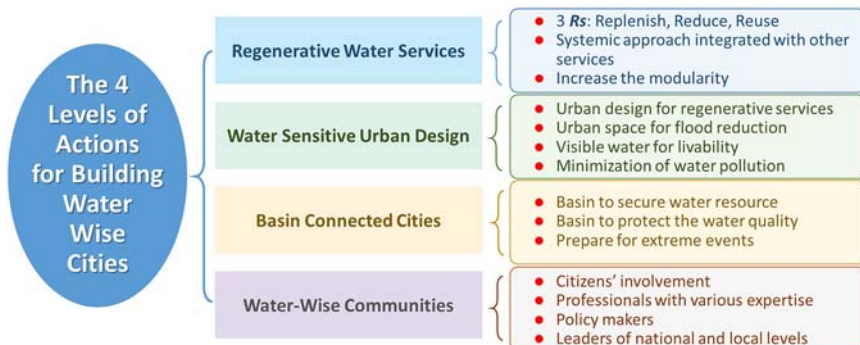 The 4
Levels of
Actions
for Building
Water
Wise
Cities
Regenerative Water Services
● 3 Rs: Replenish, Reduce, Reuse
● Systemic approach integrated with other
services
● Increase the modularity
Water Sensitive Urban Design
● Urban design for regenerative services
● Urban space for flood reduction
● Visible water for livability
● Minimization of water pollution
Basin Connected Cities
● Basin to secure water resource
● Basin to protect the water quality
● Prepare for extreme events
Water-Wise Communities
● Citizens’ involvement
● Professionals with various expertise
● Policy makers
● Leaders of national and local levels